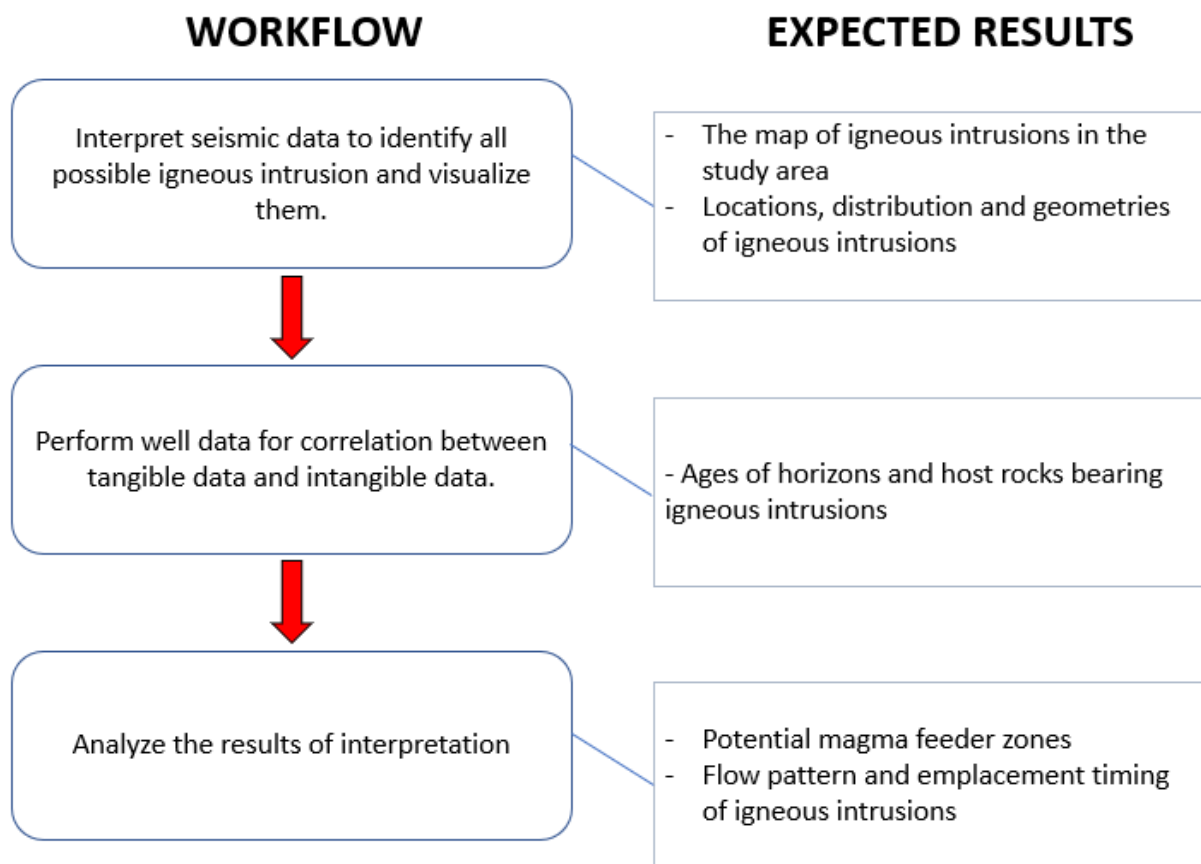 WORKFLOW
EXPECTED RESULTS
Interpret seismic data to identify all
possible igneous intrusion and visualize
them.
- The map of igneous intrusions in the
study area
- Locations, distribution and geometries
of igneous intrusions
Perform well data for correlation between
tangible data and intangible data.
- Ages of horizons and host rocks bearing
igneous intrusions
Analyze the results of interpretation
- Potential magma feeder zones
- Flow pattern and emplacement timing
of igneous intrusions